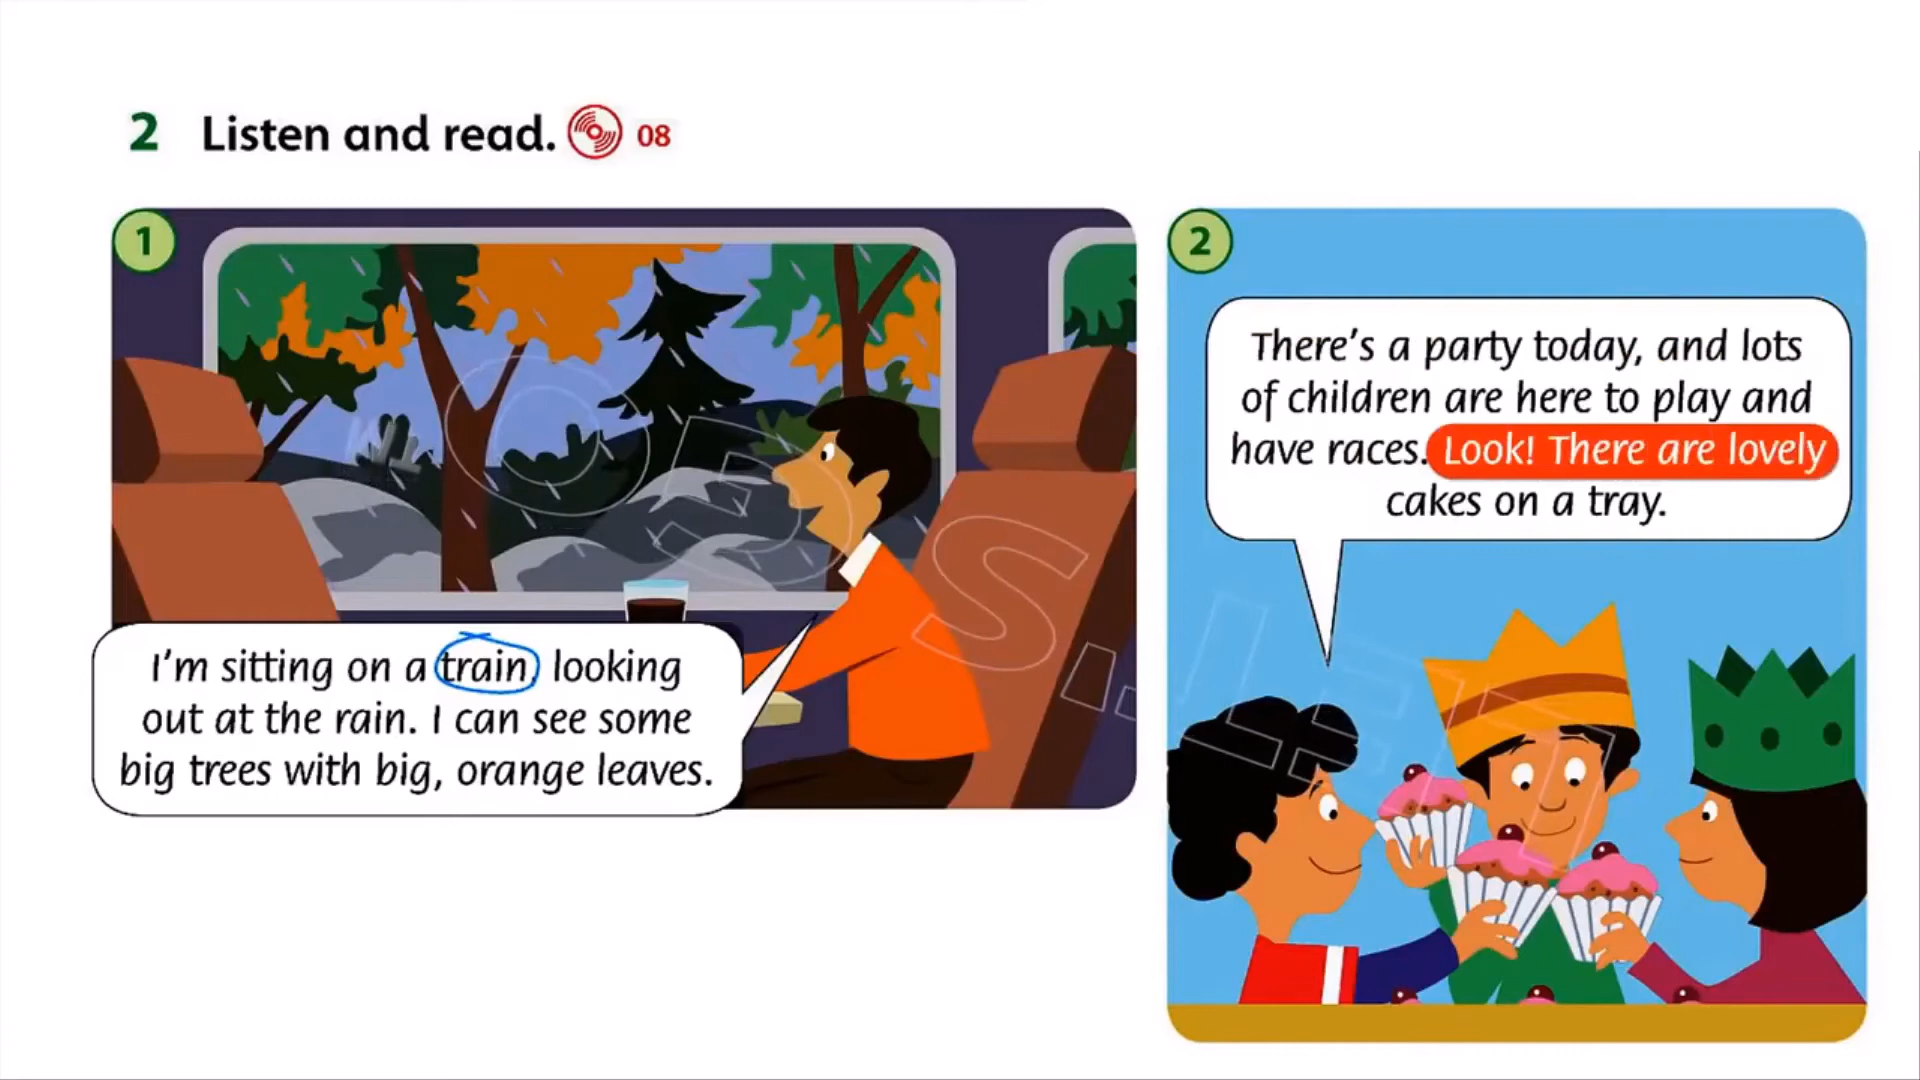 2 Listen and read. 08
1
I'm sitting on a train, looking
out at the rain. I can see some
big trees with big, orange leaves.
2
There's a party today, and lots
of children are here to play and
have races. Look! There are lovely
cakes on a tray.